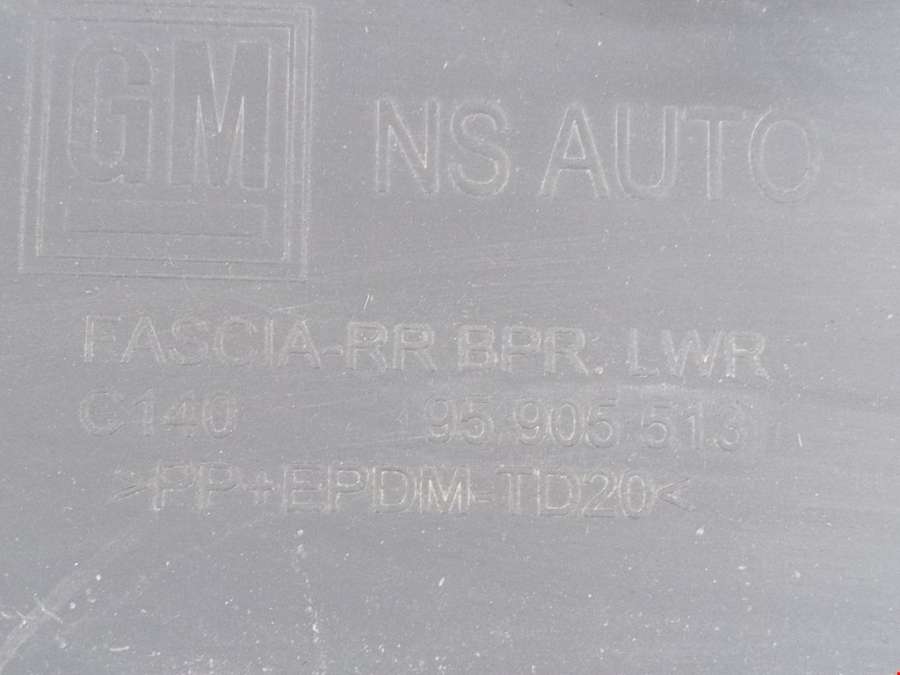 GM NS AUTO
FASCIA-RR BPR. LWR
C140 95 905 513
>PP+EPDM-TD20<